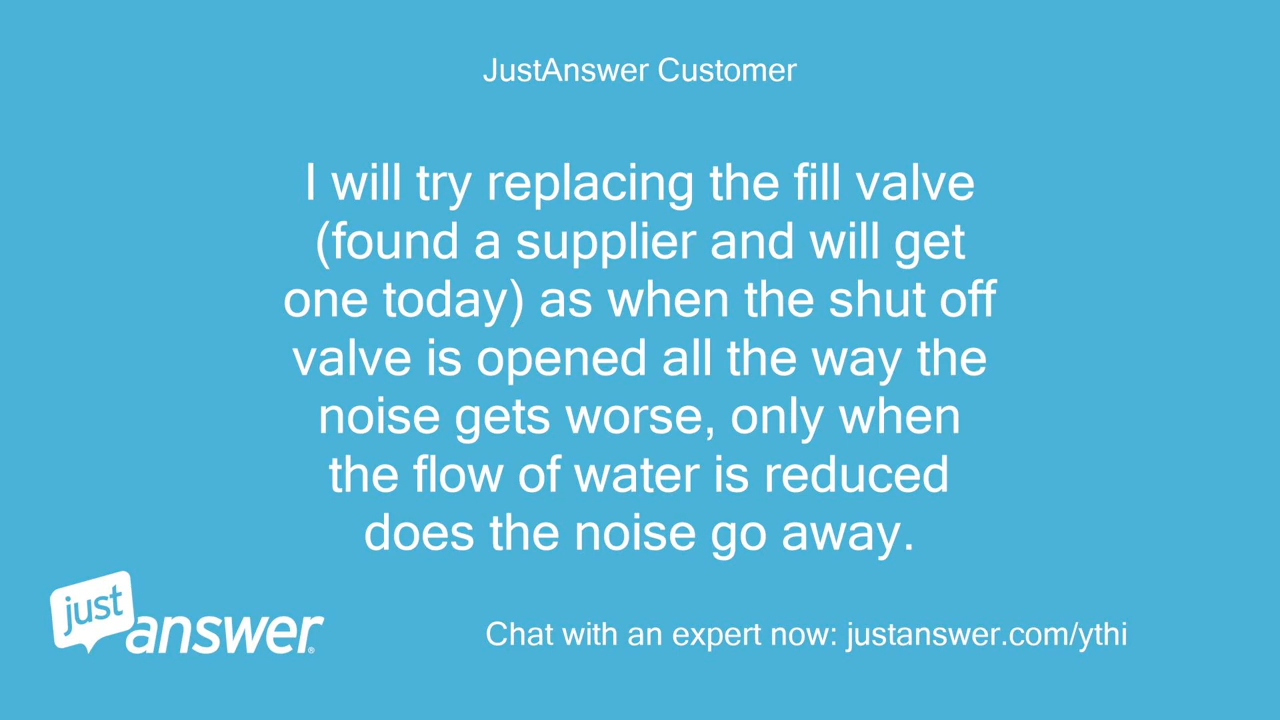 JustAnswer Customer
I will try replacing the fill valve
(found a supplier and will get
one today) as when the shut off
valve is opened all the way the
noise gets worse, only when
the flow of water is reduced
does the noise go away.
just
answer®
Chat with an expert now: justanswer.com/ythi